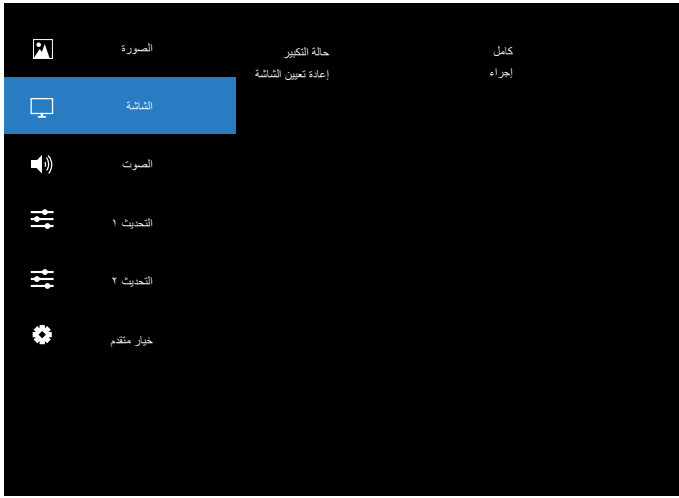 الصورة
الشاشة
الصوت
التحديث ١
التحديث ٢
خيار متقدم
حالة التكبير
كامل
إعادة تعيين الشاشة
إجراء